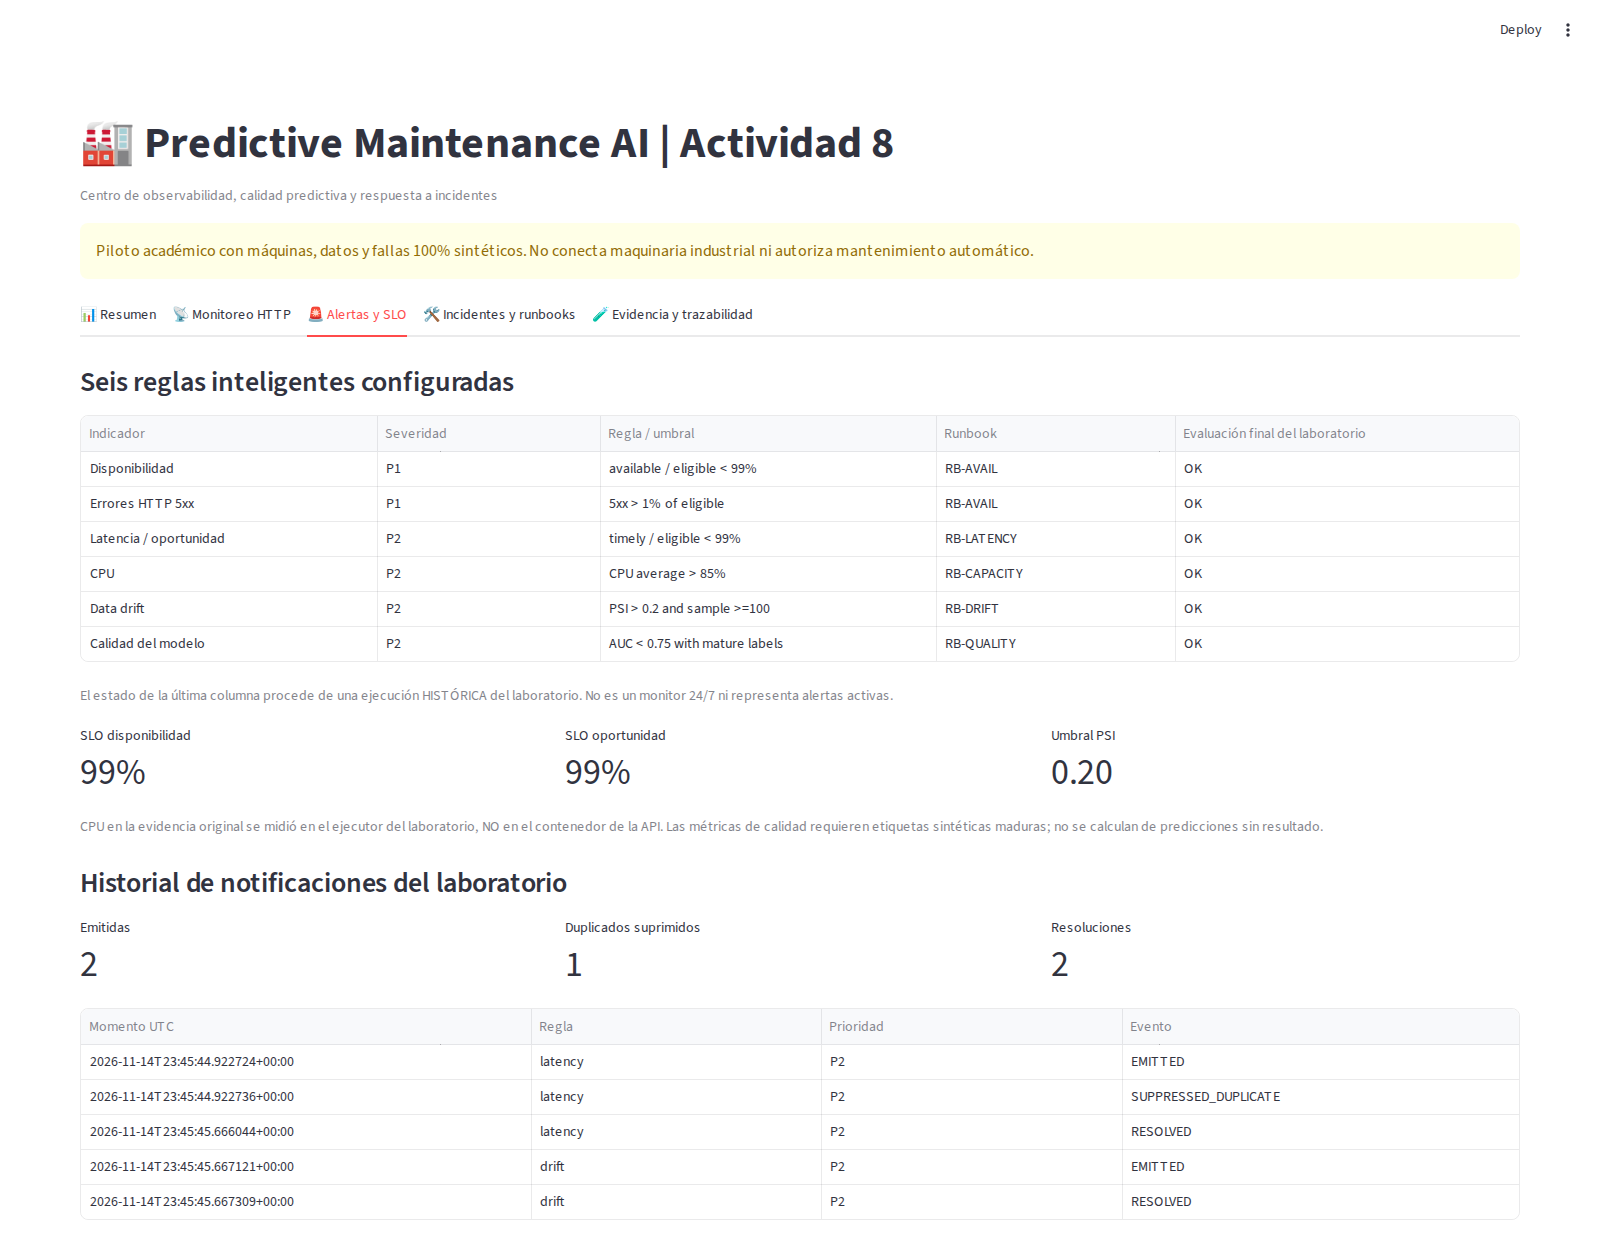 Deploy
Predictive Maintenance AI | Actividad 8
Centro de observabilidad, calidad predictiva y respuesta a incidentes
Piloto académico con máquinas, datos y fallas 100% sintéticos. No conecta maquinaria industrial ni autoriza mantenimiento automático.
Resumen Monitoreo HTTP Alertas y SLO Incidentes y runbooks Evidencia y trazabilidad
Seis reglas inteligentes configuradas
Indicador Severidad Regla / umbral Runbook Evaluación final del laboratorio
Disponibilidad P1 available / eligible < 99% RB-AVAIL OK
Errores HTTP 5xx P1 5xx > 1% of eligible RB-AVAIL OK
Latencia / oportunidad P2 timely / eligible < 99% RB-LATENCY OK
CPU P2 CPU average > 85% RB-CAPACITY OK
Data drift P2 PSI > 0.2 and sample >=100 RB-DRIFT OK
Calidad del modelo P2 AUC < 0.75 with mature labels RB-QUALITY OK
El estado de la última columna procede de una ejecución HISTÓRICA del laboratorio. No es un monitor 24/7 ni representa alertas activas.
SLO disponibilidad SLO oportunidad Umbral PSI
99% 99% 0.20
CPU en la evidencia original se midió en el ejecutor del laboratorio, NO en el contenedor de la API. Las métricas de calidad requieren etiquetas sintéticas maduras; no se calculan de predicciones sin resultado.
Historial de notificaciones del laboratorio
Emitidas Duplicados suprimidos Resoluciones
2 1 2
Momento UTC Regla Prioridad Evento
2026-11-14T23:45:44.922724+00:00 latency P2 EMITTED
2026-11-14T23:45:44.922736+00:00 latency P2 SUPPRESSED_DUPLICATE
2026-11-14T23:45:45.666044+00:00 latency P2 RESOLVED
2026-11-14T23:45:45.667121+00:00 drift P2 EMITTED
2026-11-14T23:45:45.667309+00:00 drift P2 RESOLVED